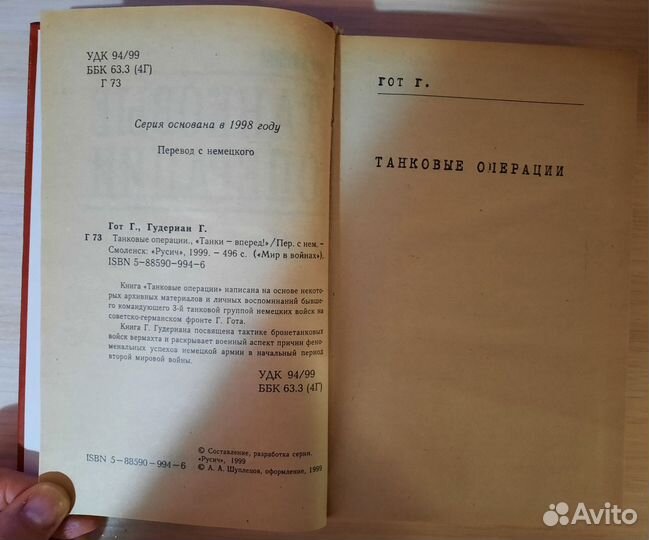 УДК 94/99
ББК 63.3 (4Г)
Г 73
Серия основана в 1998 году
Перевод с немецкого
Гот Г., Гудериан Г.
Г 73 Танковые операции., «Танки — вперед!»/Пер. с нем. —
Смоленск: «Русич», 1999. — 496 с. («Мир в войнах»).
ISBN 5-88590-994-6
Книга «Танковые операции» написана на основе некото-
рых архивных материалов и личных воспоминаний бывше-
го командующего 3-й танковой группой немецких войск на
советско-германском фронте Г. Гота.
Книга Г. Гудериана посвящена тактике бронетанковых
войск вермахта и раскрывает военный аспект причин фено-
менальных успехов немецкой армии в начальный период
второй мировой войны.
УДК 94/99
ББК 63.3 (4Г)
ISBN 5-88590-994-6
© Составление, разработка серии.
«Русич», 1999
© А. А. Шуплецов, оформление, 1999
ГОТ Г.
ТАНКОВЫЕ ОПЕРАЦИИ
Avito